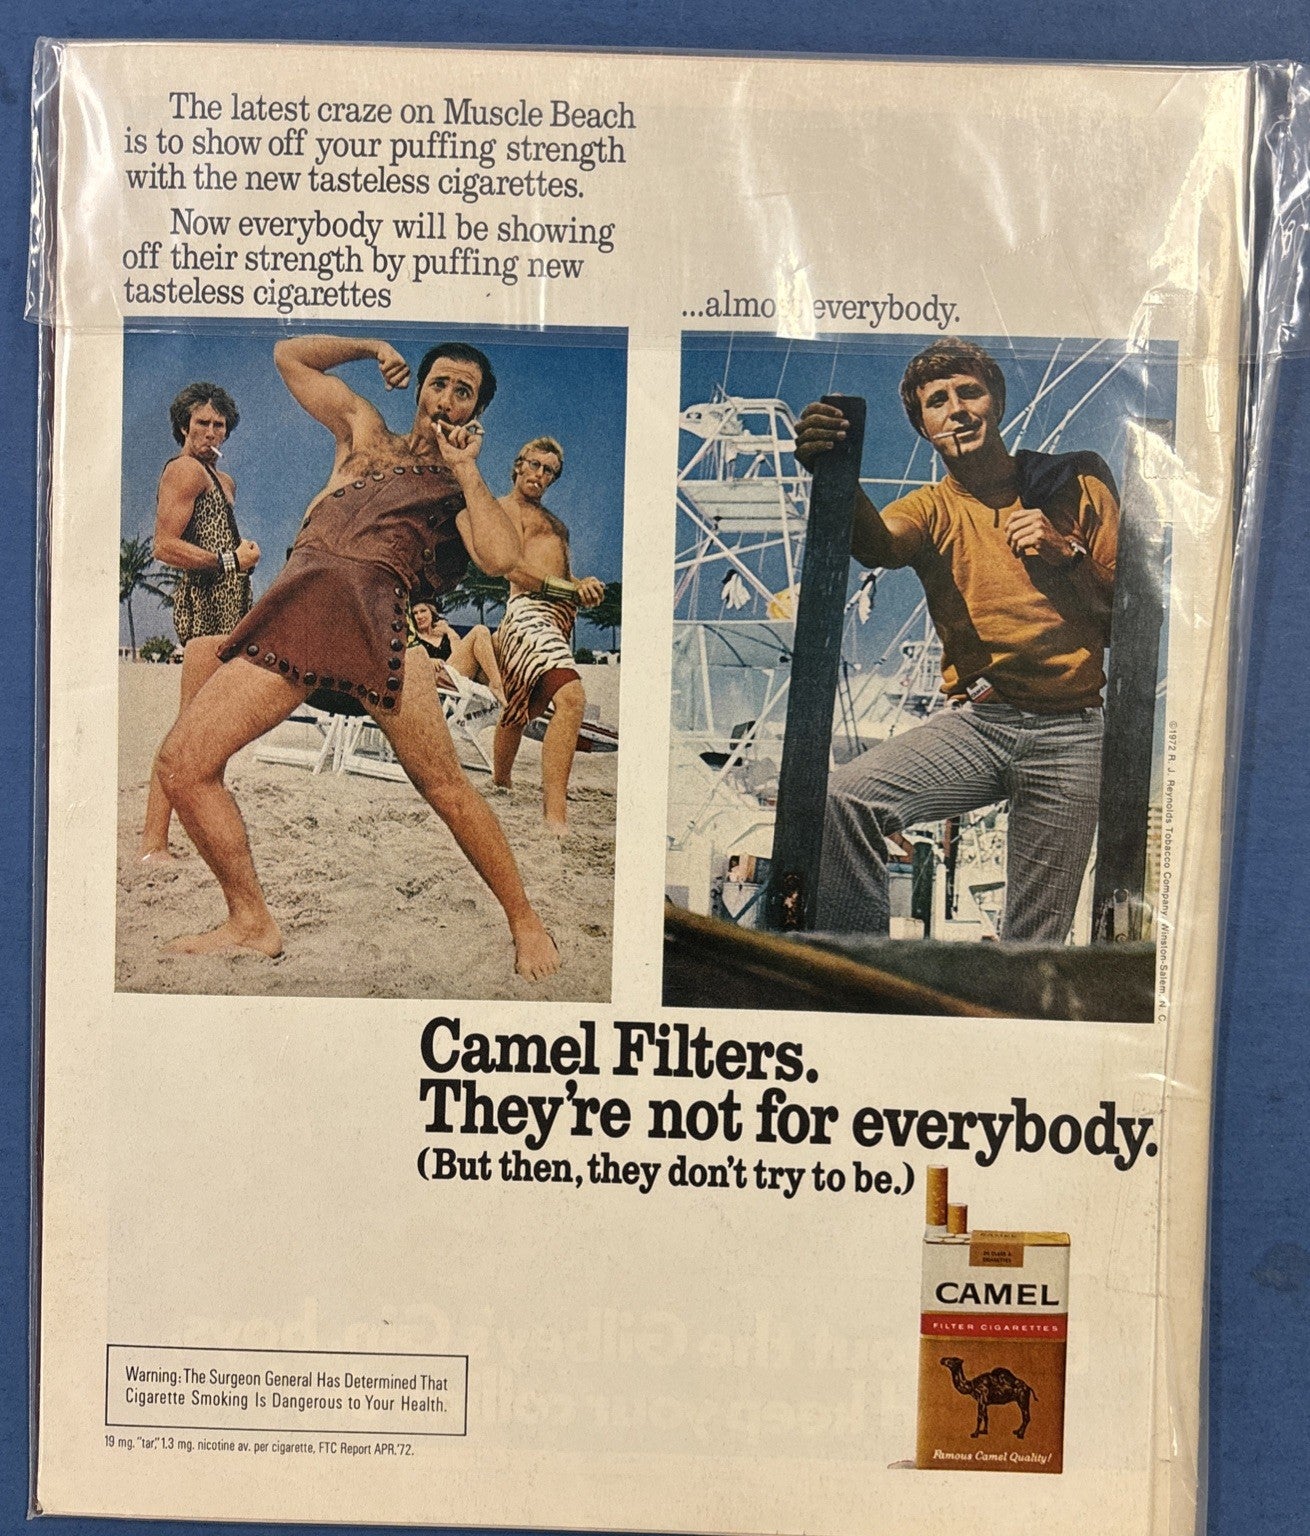 The latest craze on Muscle Beach
is to show off your puffing strength
with the new tasteless cigarettes.
Now everybody will be showing
off their strength by puffing new
tasteless cigarettes
...almost everybody.
©1972 R. J. Reynolds Tobacco Company, Winston-Salem, N. C.
Camel Filters.
They're not for everybody.
(But then, they don't try to be.)
CAMEL
FILTER CIGARETTES
Famous Camel Quality!
Warning: The Surgeon General Has Determined That
Cigarette Smoking Is Dangerous to Your Health.
19 mg. "tar," 1.3 mg. nicotine av. per cigarette, FTC Report APR.'72.